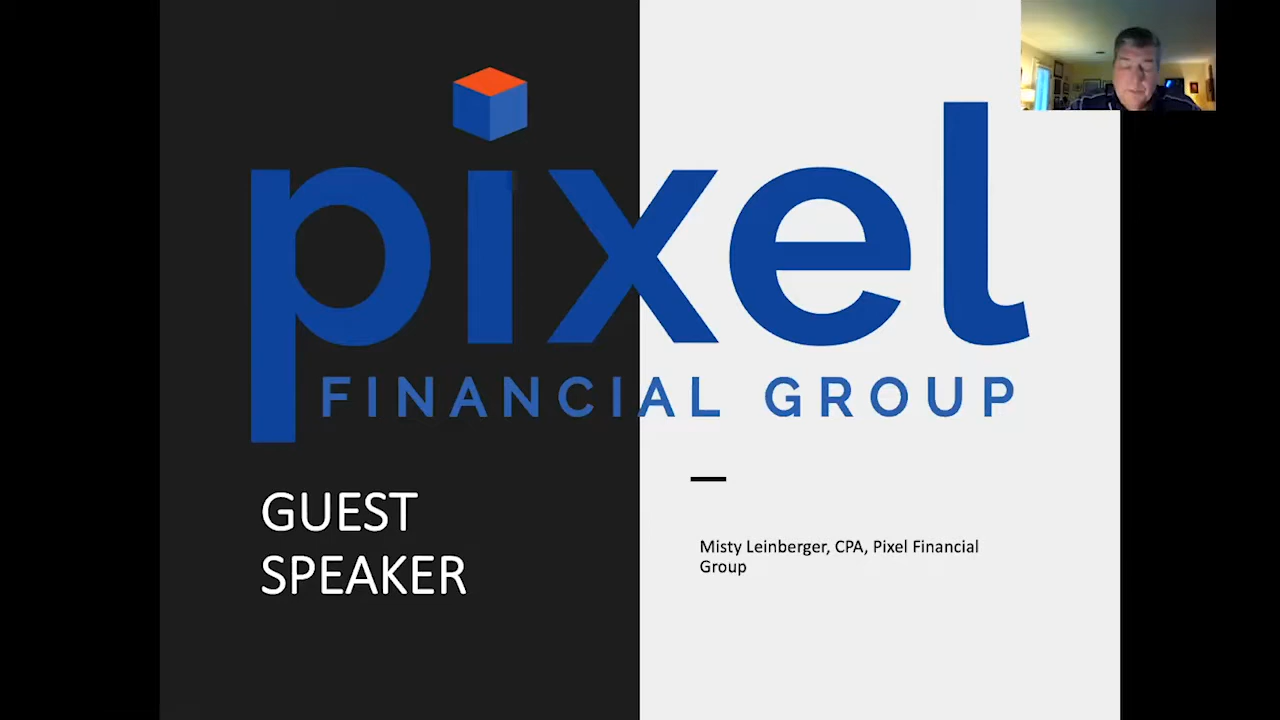 pixel
FINANCIAL GROUP
GUEST
SPEAKER
Misty Leinberger, CPA, Pixel Financial
Group